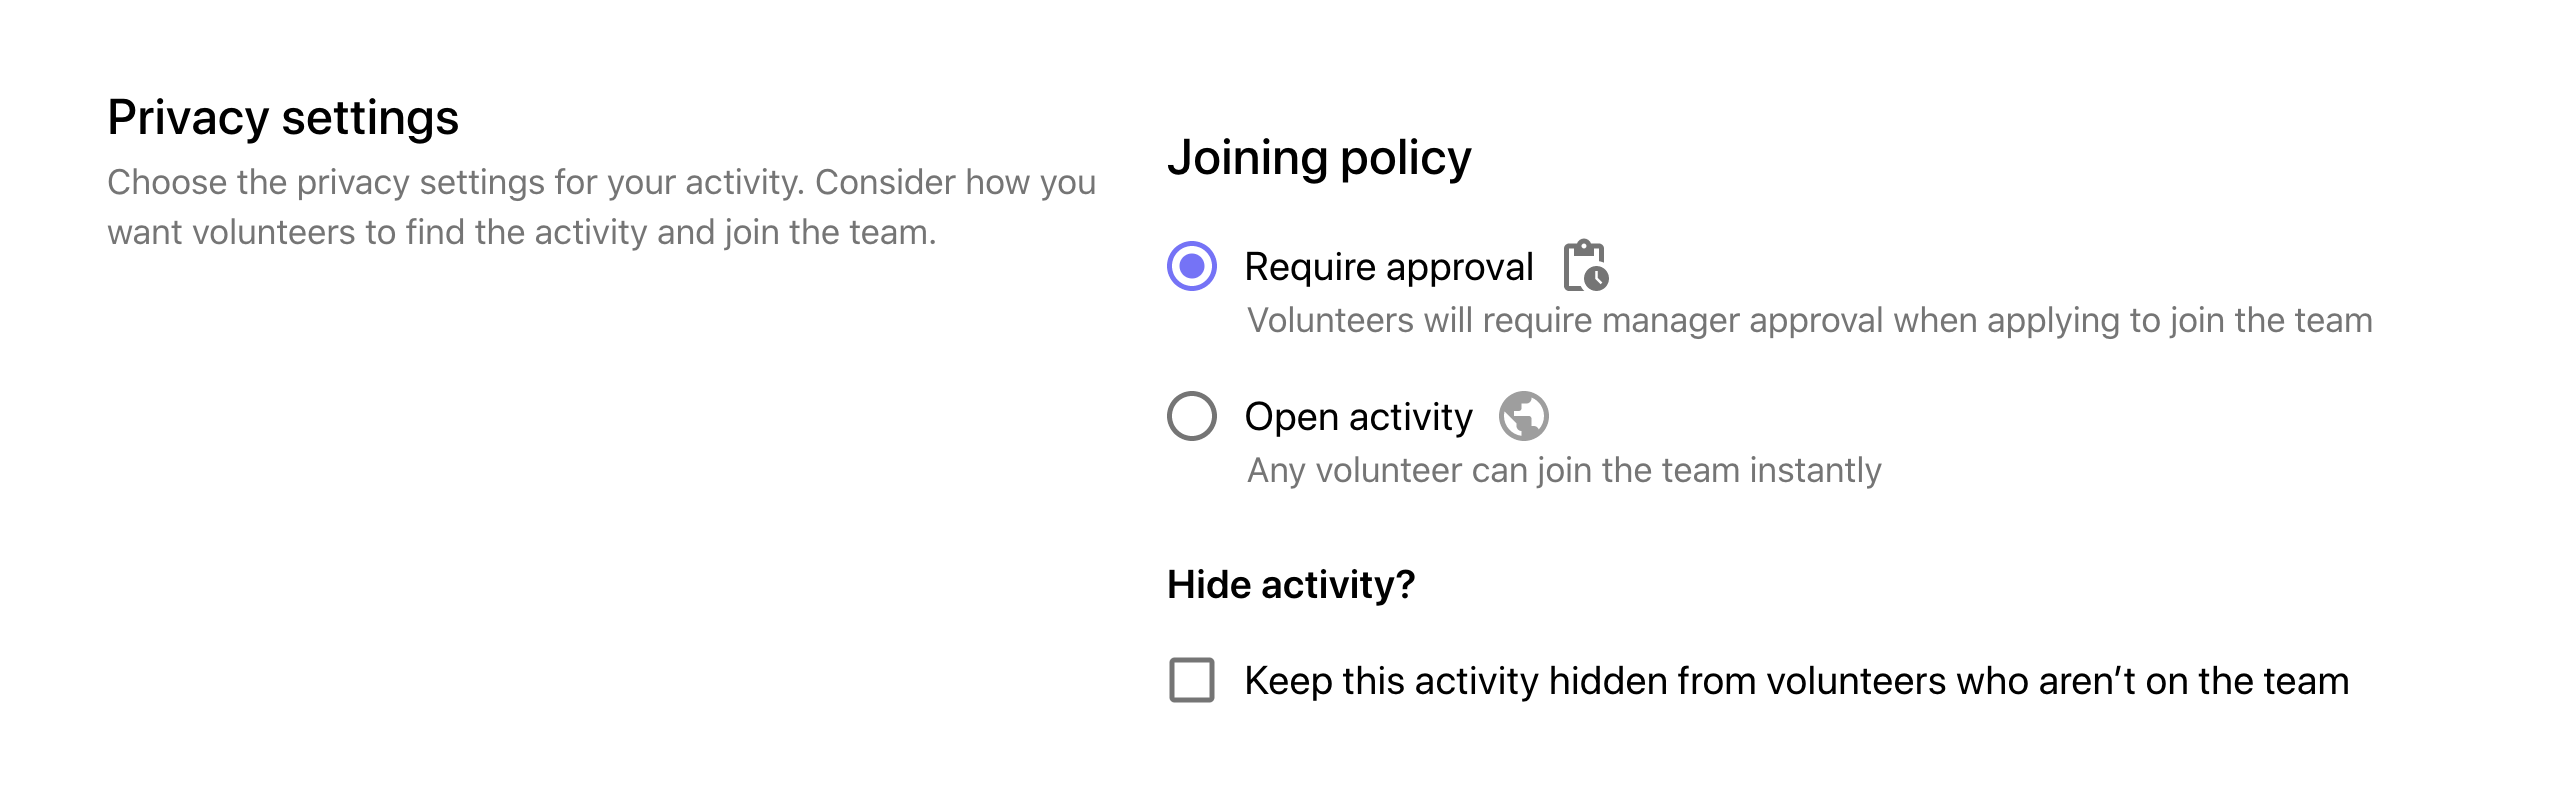 Privacy settings
Choose the privacy settings for your activity. Consider how you
want volunteers to find the activity and join the team.
Joining policy
Require approval
Volunteers will require manager approval when applying to join the team
Open activity
Any volunteer can join the team instantly
Hide activity?
Keep this activity hidden from volunteers who aren’t on the team